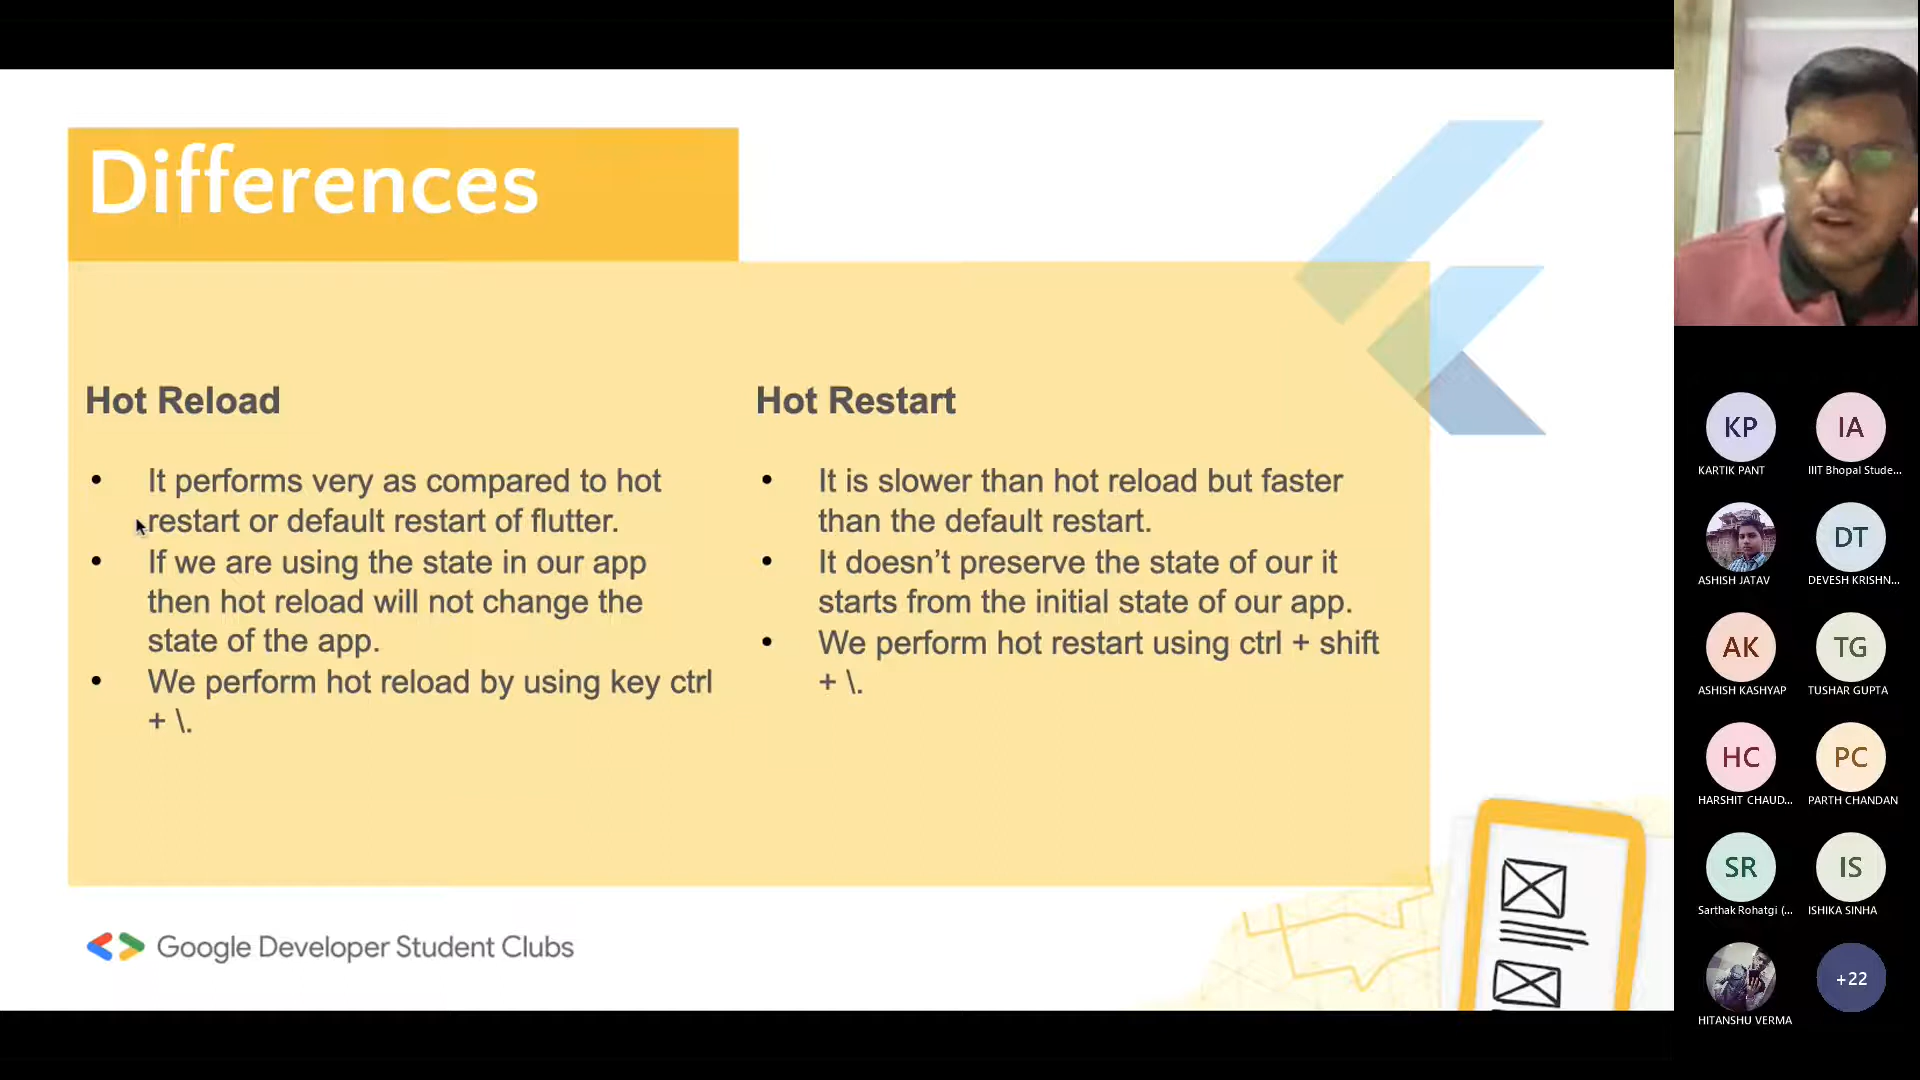 Differences
Hot Reload
• It performs very as compared to hot
restart or default restart of flutter.
• If we are using the state in our app
then hot reload will not change the
state of the app.
• We perform hot reload by using key ctrl
+ \.
Hot Restart
• It is slower than hot reload but faster
than the default restart.
• It doesn’t preserve the state of our it
starts from the initial state of our app.
• We perform hot restart using ctrl + shift
+ \.
Google Developer Student Clubs
KP
KARTIK PANT
IA
IIIT Bhopal Stude...
ASHISH JATAV
DT
DEVESH KRISHN...
AK
ASHISH KASHYAP
TG
TUSHAR GUPTA
HC
HARSHIT CHAUD...
PC
PARTH CHANDAN
SR
Sarthak Rohatgi (...
IS
ISHIKA SINHA
HITANSHU VERMA
+22